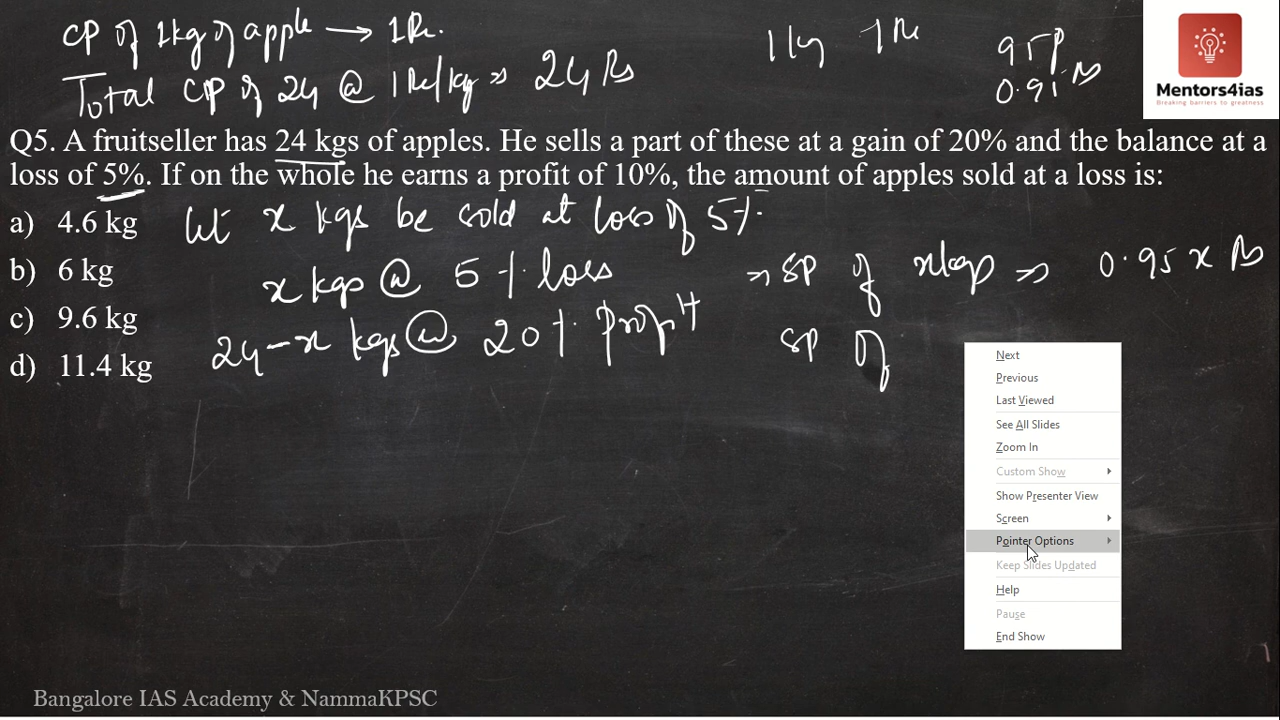 CP of 1kg of apple → 1Re.
1kg 1Re
95P
Total CP of 24 @ 1Re/kg ⇒ 24 Rs
0.95 Rs
Mentors4ias
Breaking barriers to greatness
Q5. A fruitseller has 24 kgs of apples. He sells a part of these at a gain of 20% and the balance at a
loss of 5%. If on the whole he earns a profit of 10%, the amount of apples sold at a loss is:
a) 4.6 kg
let x kgs be sold at loss of 5%.
b) 6 kg
x kgs @ 5% loss ⇒ SP of x kgs ⇒ 0.95 x Rs
c) 9.6 kg
24-x kgs @ 20% profit SP of
d) 11.4 kg
Next
Previous
Last Viewed
See All Slides
Zoom In
Custom Show
Show Presenter View
Screen
Pointer Options
Keep Slides Updated
Help
Pause
End Show
Bangalore IAS Academy & NammaKPSC